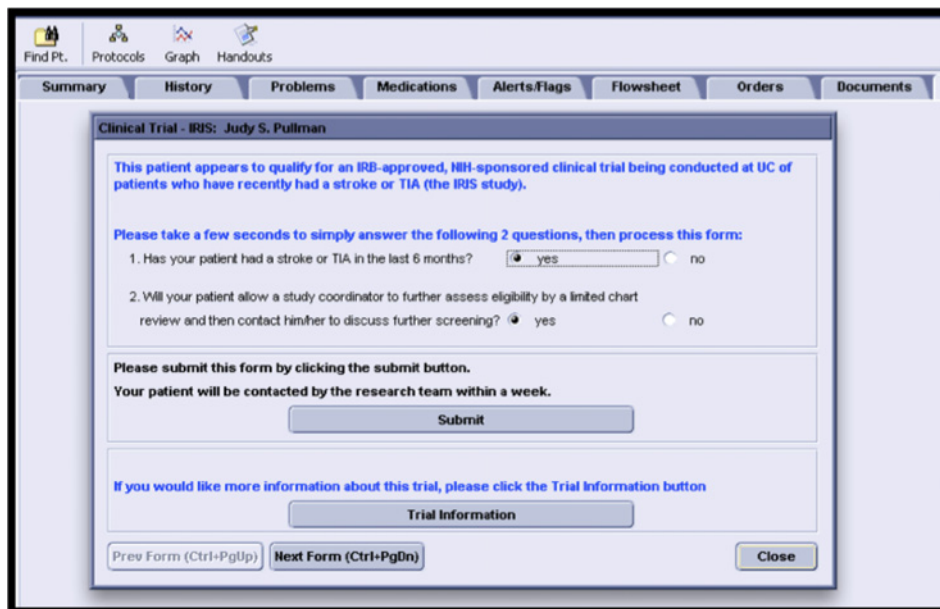 Find Pt. Protocols Graph Handouts
Summary History Problems Medications Alerts/Flags Flowsheet Orders Documents
Clinical Trial - IRIS: Judy S. Pullman
This patient appears to qualify for an IRB-approved, NIH-sponsored clinical trial being conducted at UC of
patients who have recently had a stroke or TIA (the IRIS study).
Please take a few seconds to simply answer the following 2 questions, then process this form:
1. Has your patient had a stroke or TIA in the last 6 months? yes no
2. Will your patient allow a study coordinator to further assess eligibility by a limited chart
review and then contact him/her to discuss further screening? yes no
Please submit this form by clicking the submit button.
Your patient will be contacted by the research team within a week.
Submit
If you would like more information about this trial, please click the Trial Information button
Trial Information
Prev Form (Ctrl+PgUp) Next Form (Ctrl+PgDn) Close